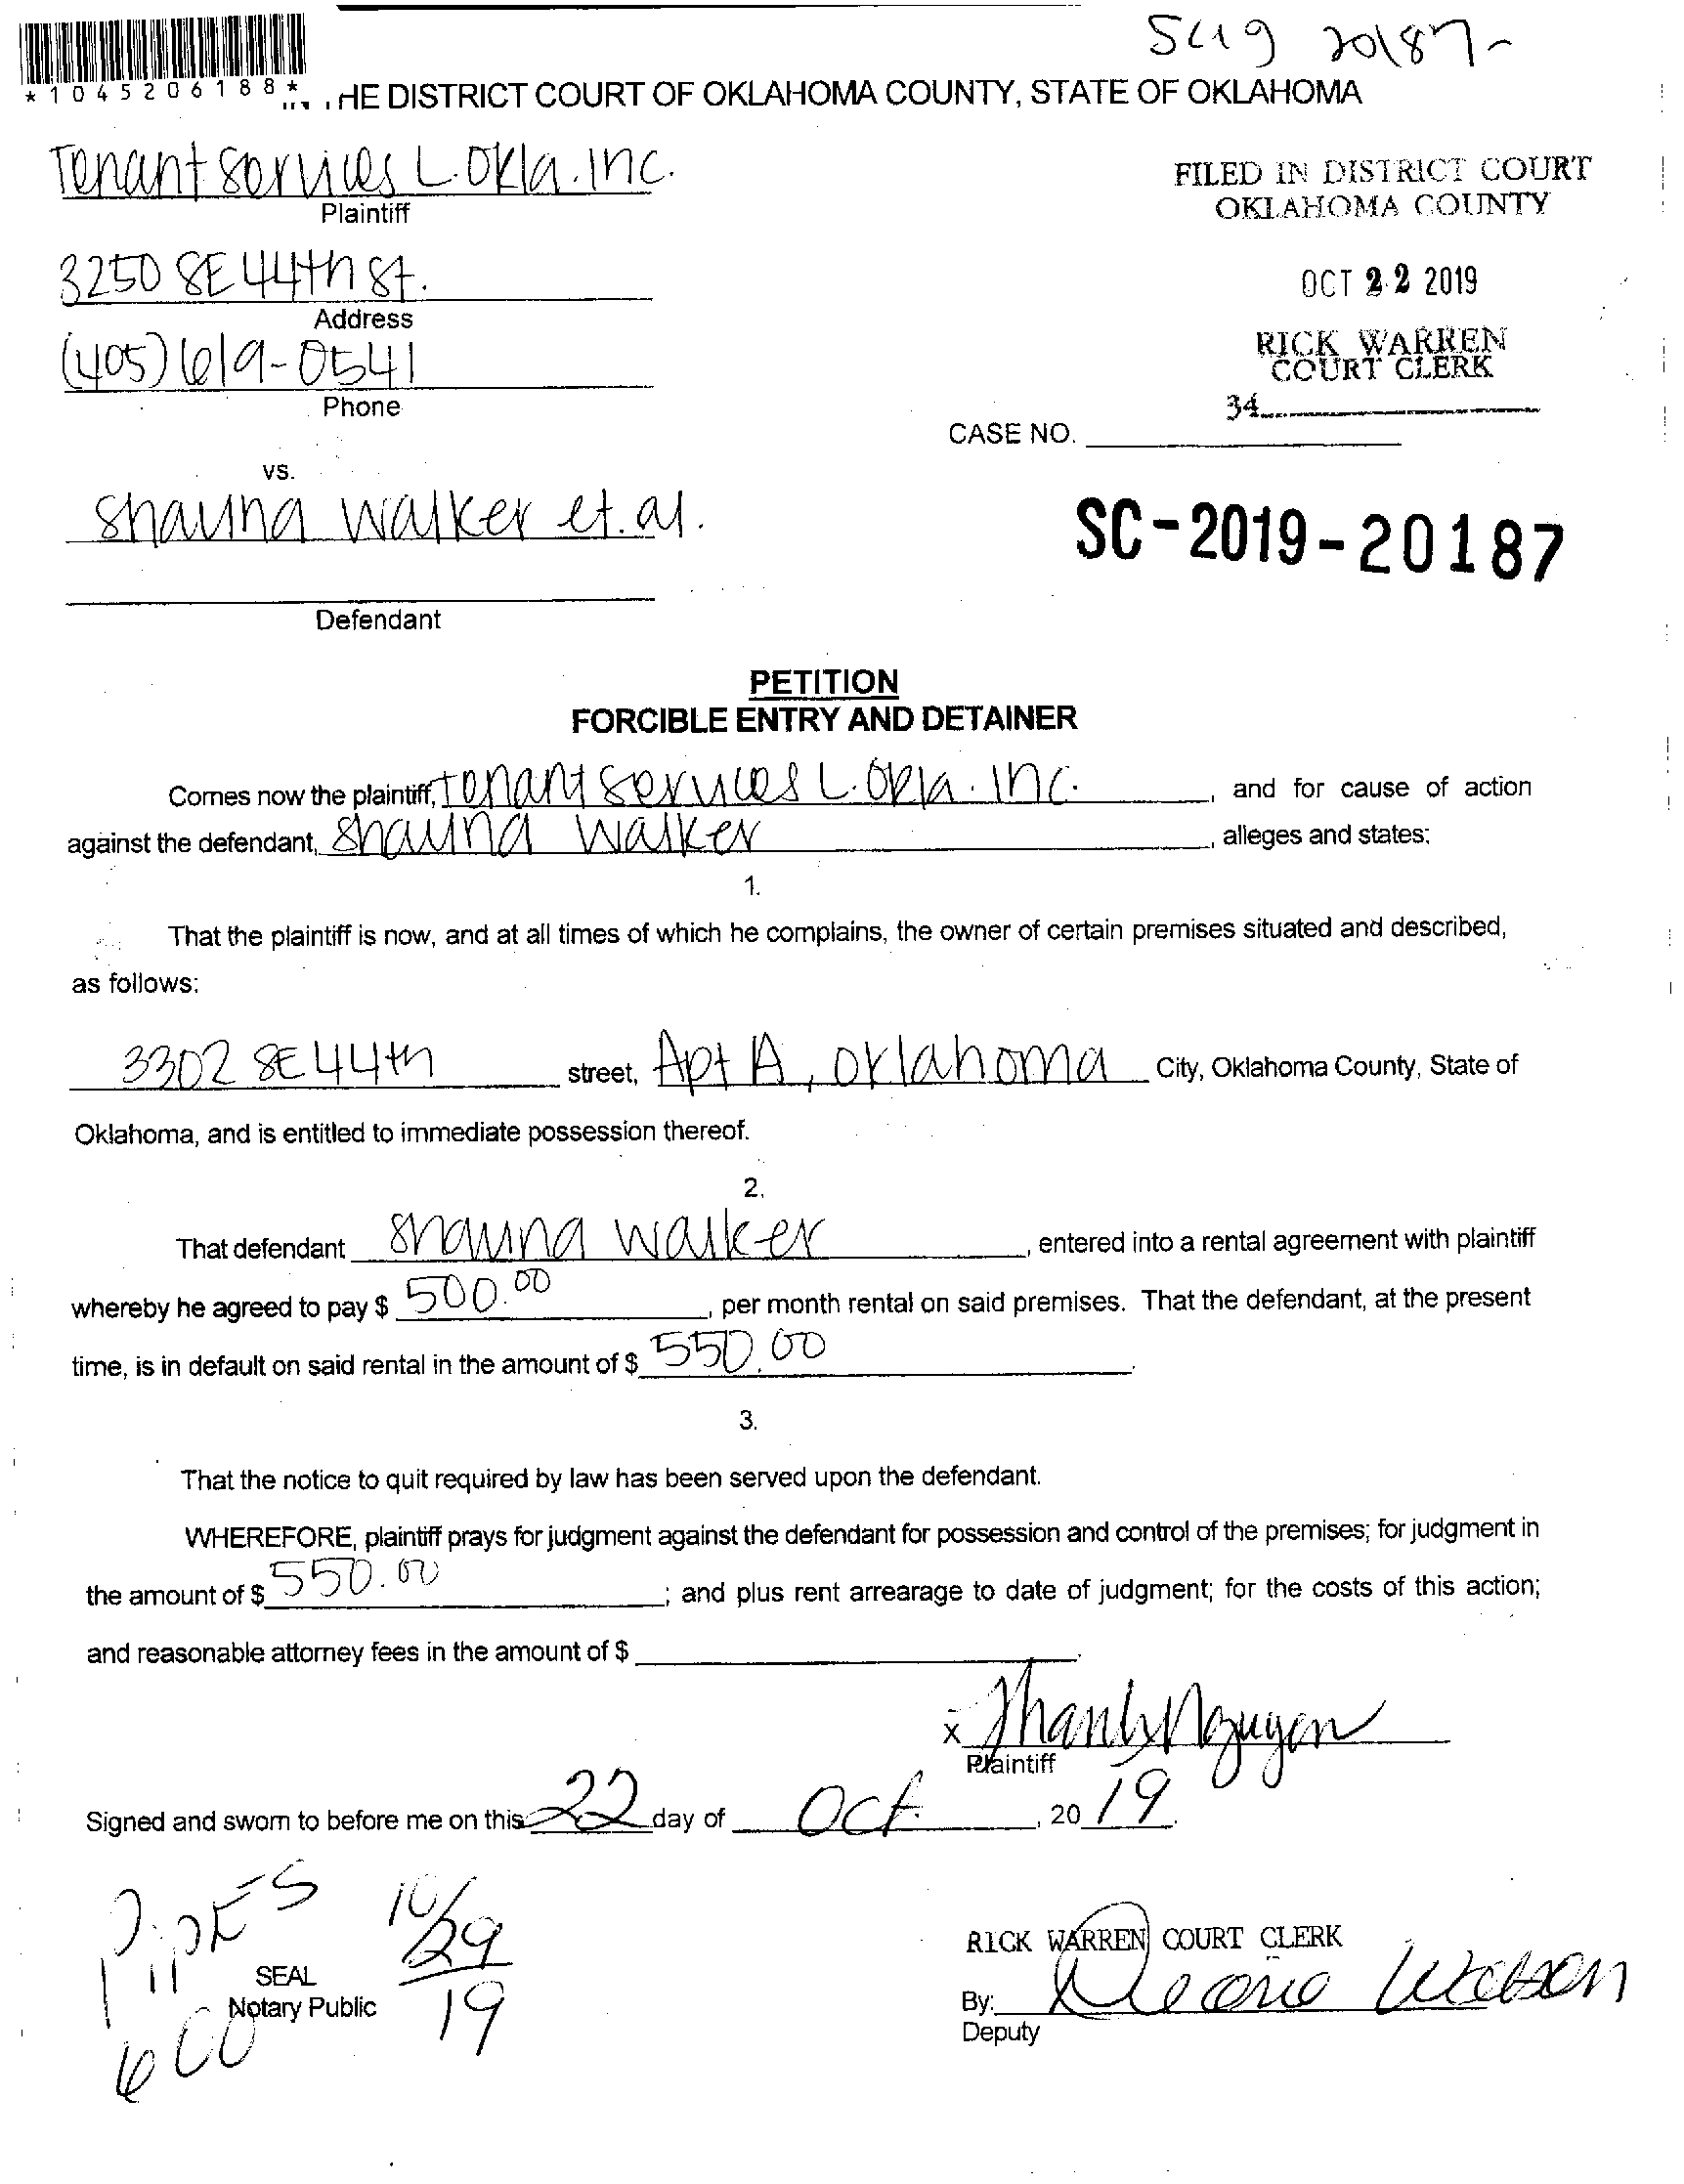 SC19 20187-
*1045206188*
HE DISTRICT COURT OF OKLAHOMA COUNTY, STATE OF OKLAHOMA
Tenant Services L. Okla. Inc.
Plaintiff
FILED IN DISTRICT COURT
OKLAHOMA COUNTY
3250 SE 44th St.
Address
OCT 22 2019
(405) 619-0541
Phone
RICK WARREN
COURT CLERK
34
CASE NO.
vs.
Shauna Walker et. al.
SC-2019-20187
Defendant
PETITION
FORCIBLE ENTRY AND DETAINER
Comes now the plaintiff, Tenant Services L. Okla. Inc., and for cause of action
against the defendant, Shauna Walker, alleges and states:
1.
That the plaintiff is now, and at all times of which he complains, the owner of certain premises situated and described,
as follows:
3302 SE 44th street, Apt A, Oklahoma City, Oklahoma County, State of
Oklahoma, and is entitled to immediate possession thereof.
2.
That defendant Shauna Walker, entered into a rental agreement with plaintiff
whereby he agreed to pay $ 500.00, per month rental on said premises. That the defendant, at the present
time, is in default on said rental in the amount of $ 550.00.
3.
That the notice to quit required by law has been served upon the defendant.
WHEREFORE, plaintiff prays for judgment against the defendant for possession and control of the premises; for judgment in
the amount of $ 550.00; and plus rent arrearage to date of judgment; for the costs of this action;
and reasonable attorney fees in the amount of $.
x Nguyen
Plaintiff
Signed and sworn to before me on this 22 day of Oct., 20 19.
10/29
19
SEAL
Notary Public
RICK WARREN COURT CLERK
By: Watson
Deputy